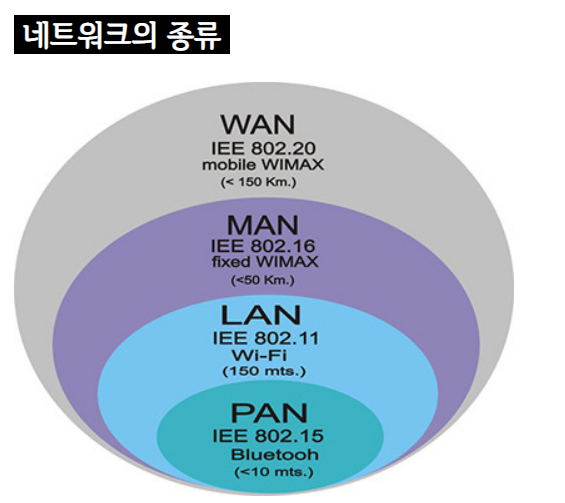 네트워크의 종류
WAN
IEE 802.20
mobile WIMAX
(< 150 Km.)
MAN
IEE 802.16
fixed WIMAX
(<50 Km.)
LAN
IEE 802.11
Wi-Fi
(150 mts.)
PAN
IEE 802.15
Bluetooh
(<10 mts.)